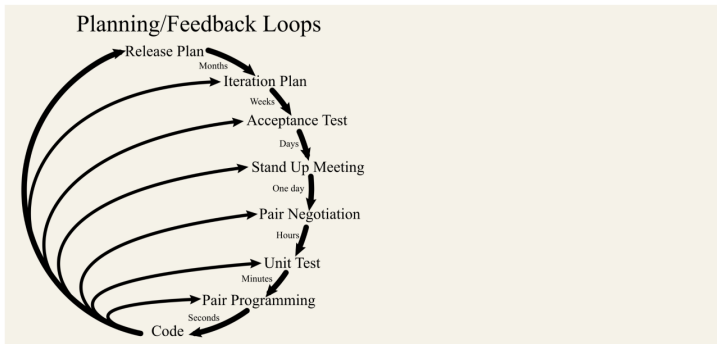 Planning/Feedback Loops
Release Plan
Months
Iteration Plan
Weeks
Acceptance Test
Days
Stand Up Meeting
One day
Pair Negotiation
Hours
Unit Test
Minutes
Pair Programming
Seconds
Code